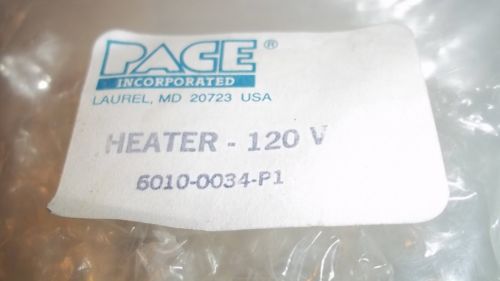 PACE®
INCORPORATED
LAUREL, MD 20723 USA
HEATER - 120 V
6010-0034-P1